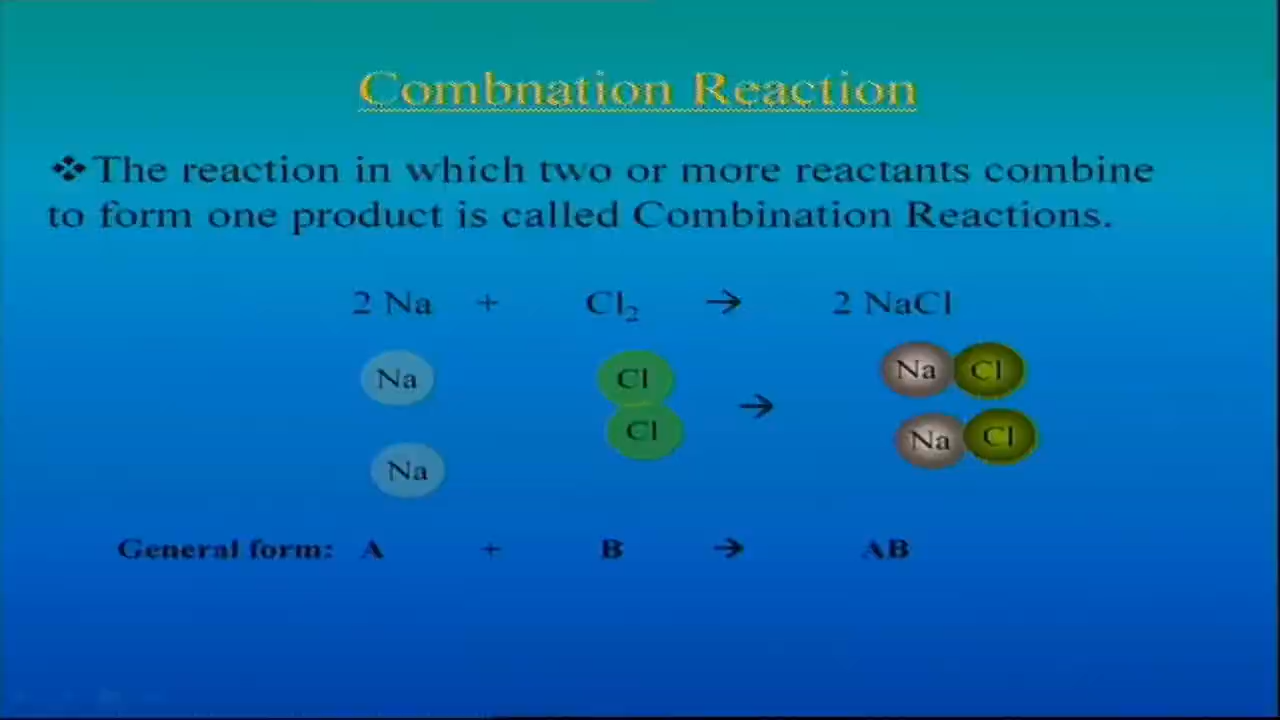 Combnation Reaction
❖The reaction in which two or more reactants combine
to form one product is called Combination Reactions.
2 Na + Cl₂ → 2 NaCl
Na Cl → Na Cl
Na Cl Na Cl
General form: A + B → AB